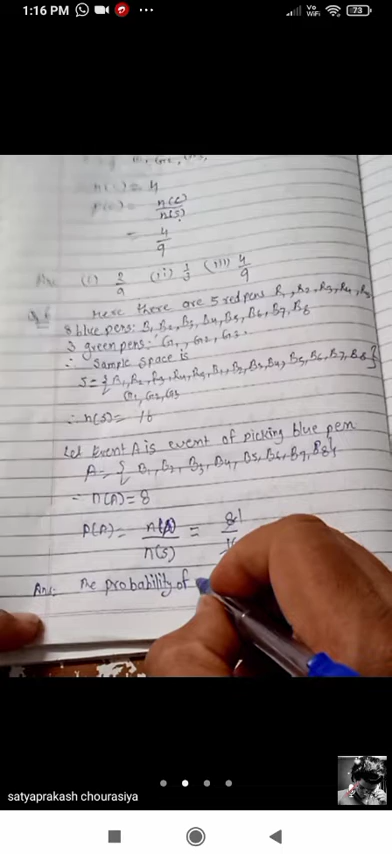 1:16 PM
Vo
WiFi
73
n(C) = 4
P(C) = n(C)/n(S)
= 4/9
Ans: (i) 2/9 (ii) 1/3 (iii) 4/9
Here there are 5 red pens R1, R2, R3, R4, R5
8 blue pens: B1, B2, B3, B4, B5, B6, B7, B8
3 green pens: G1, G2, G3.
∴ Sample space is
S = { R1, R2, R3, R4, R5, B1, B2, B3, B4, B5, B6, B7, B8 }
G1, G2, G3
∴ n(S) = 16
Let Event A is event of picking blue pen
A = { B1, B2, B3, B4, B5, B6, B7, B8 }
∴ n(A) = 8
P(A) = n(A)/n(S) = 8/16
Ans: The probability of
satyaprakash chourasiya